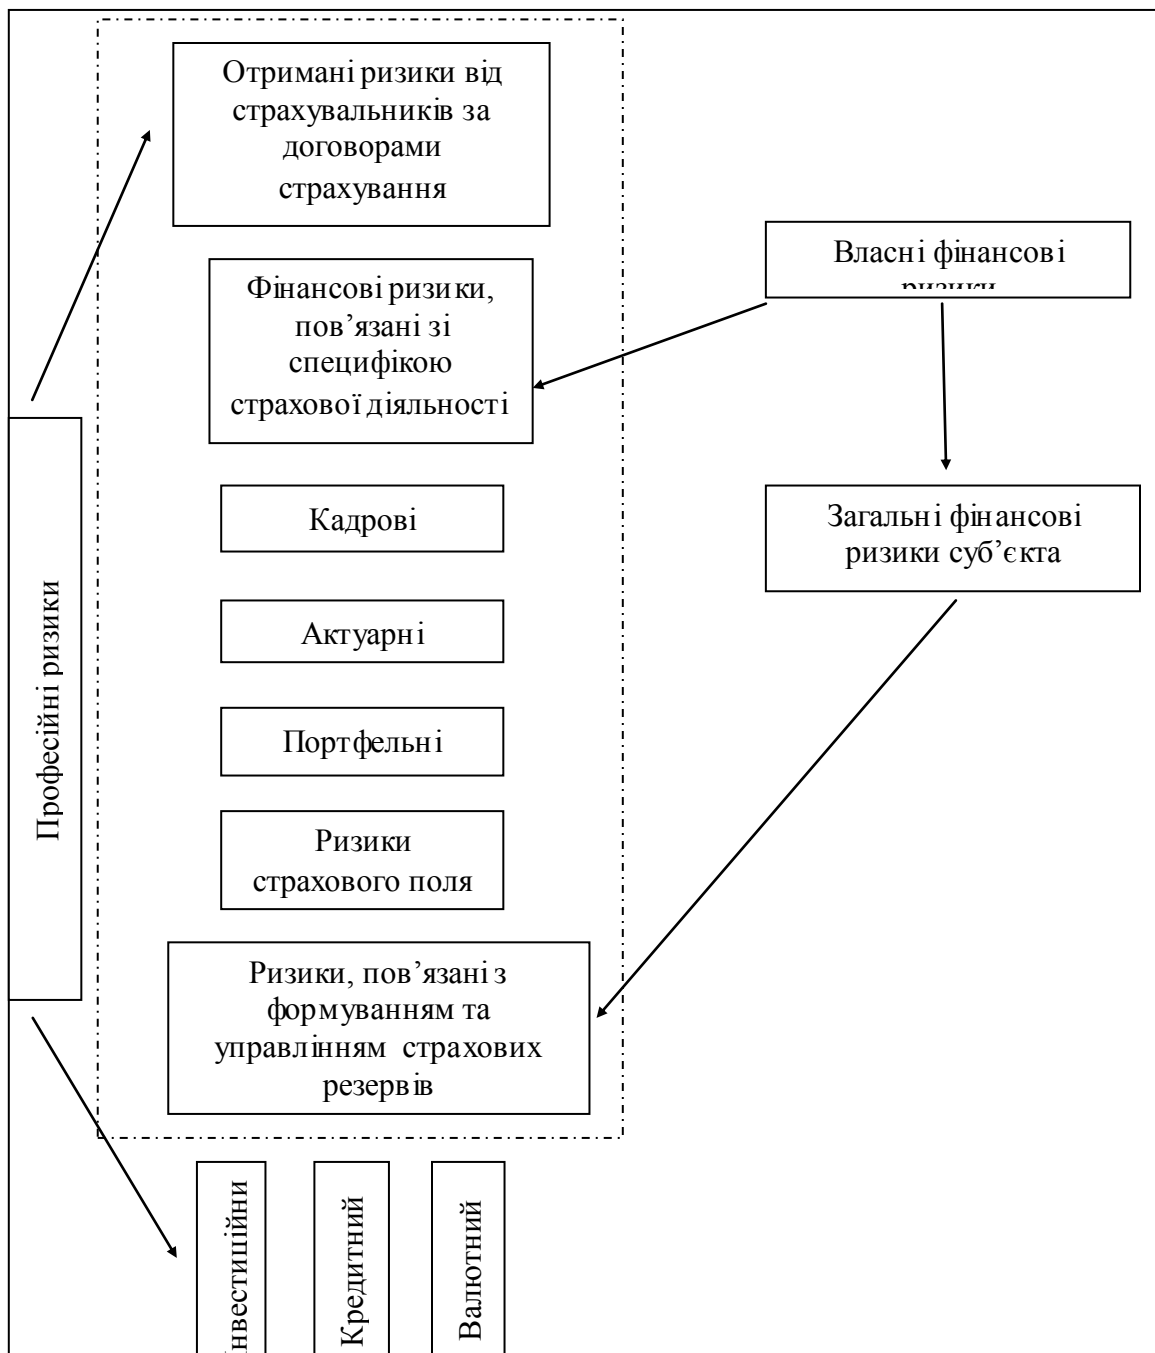 Отримані ризики від
страхувальників за
договорами
страхування
Власні фінансові
ризики
Фінансові ризики,
пов’язані зі
специфікою
страхової діяльності
Загальні фінансові
ризики суб’єкта
Кадрові
Актуарні
Портфельні
Ризики
страхового поля
Професійні ризики
Ризики, пов’язані з
формуванням та
управлінням страхових
резервів
Інвестиційни
Кредитний
Валютний